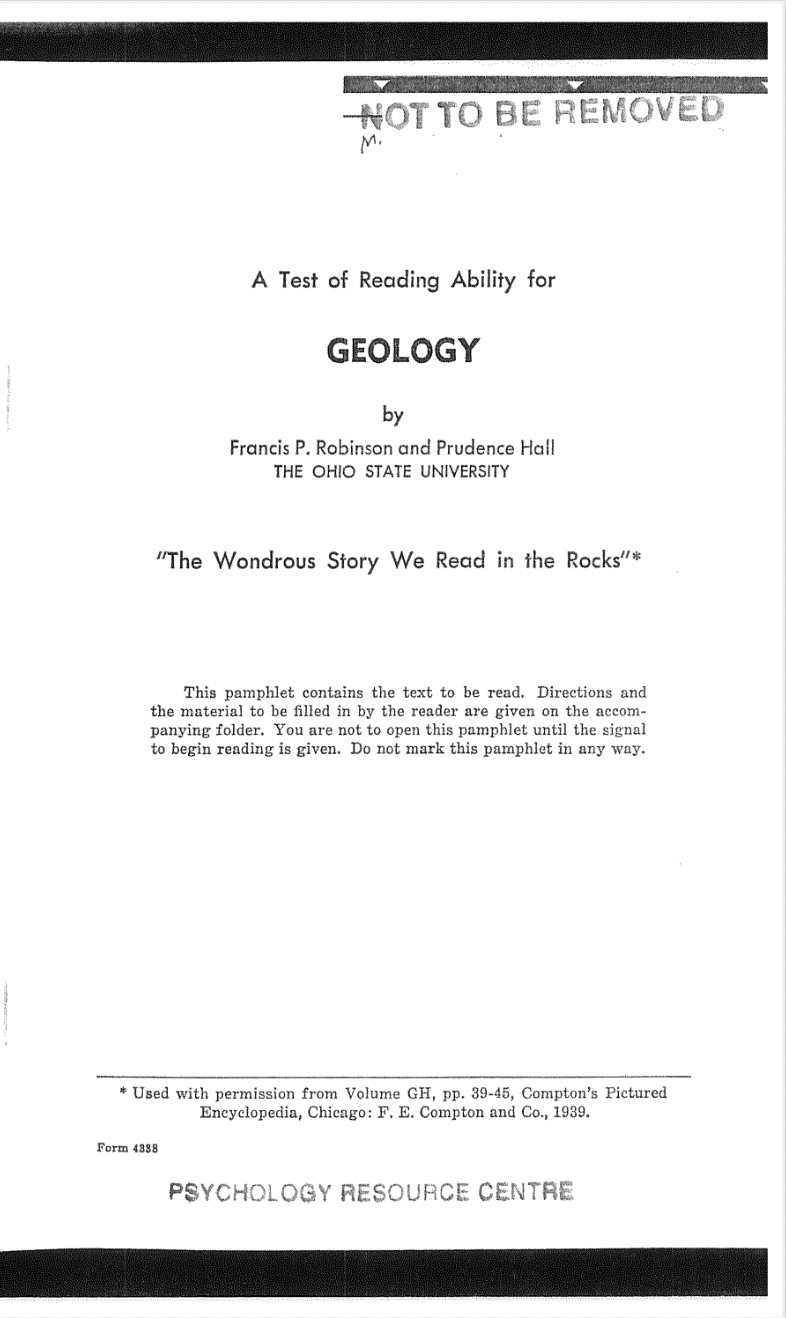 NOT TO BE REMOVED
M.
A Test of Reading Ability for
GEOLOGY
by
Francis P. Robinson and Prudence Hall
THE OHIO STATE UNIVERSITY
"The Wondrous Story We Read in the Rocks"*
This pamphlet contains the text to be read. Directions and
the material to be filled in by the reader are given on the accom-
panying folder. You are not to open this pamphlet until the signal
to begin reading is given. Do not mark this pamphlet in any way.
* Used with permission from Volume GH, pp. 39-45, Compton's Pictured
Encyclopedia, Chicago: F. E. Compton and Co., 1939.
Form 4338
PSYCHOLOGY RESOURCE CENTRE